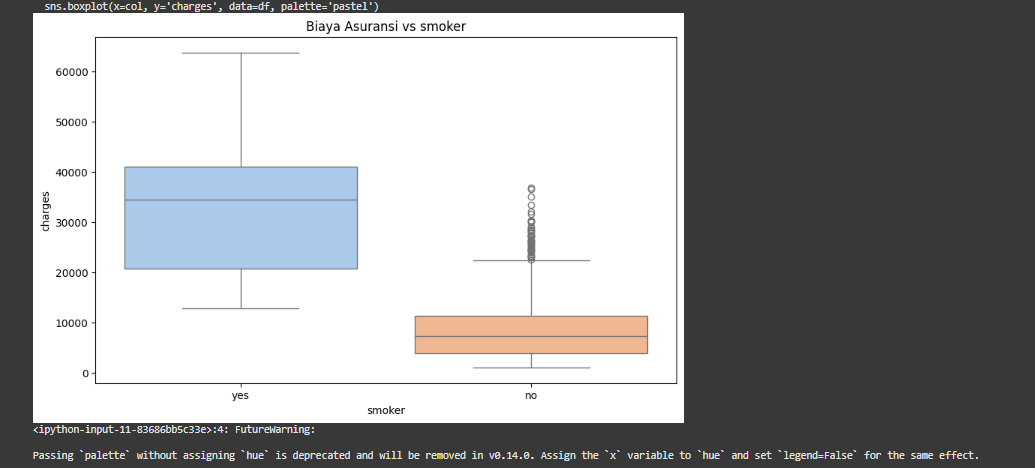 sns.boxplot(x=col, y='charges', data=df, palette='pastel')
Biaya Asuransi vs smoker
60000
50000
40000
30000
20000
10000
0
charges
yes no
smoker
<ipython-input-11-83686bb5c33e>:4: FutureWarning:
Passing `palette` without assigning `hue` is deprecated and will be removed in v0.14.0. Assign the `x` variable to `hue` and set `legend=False` for the same effect.